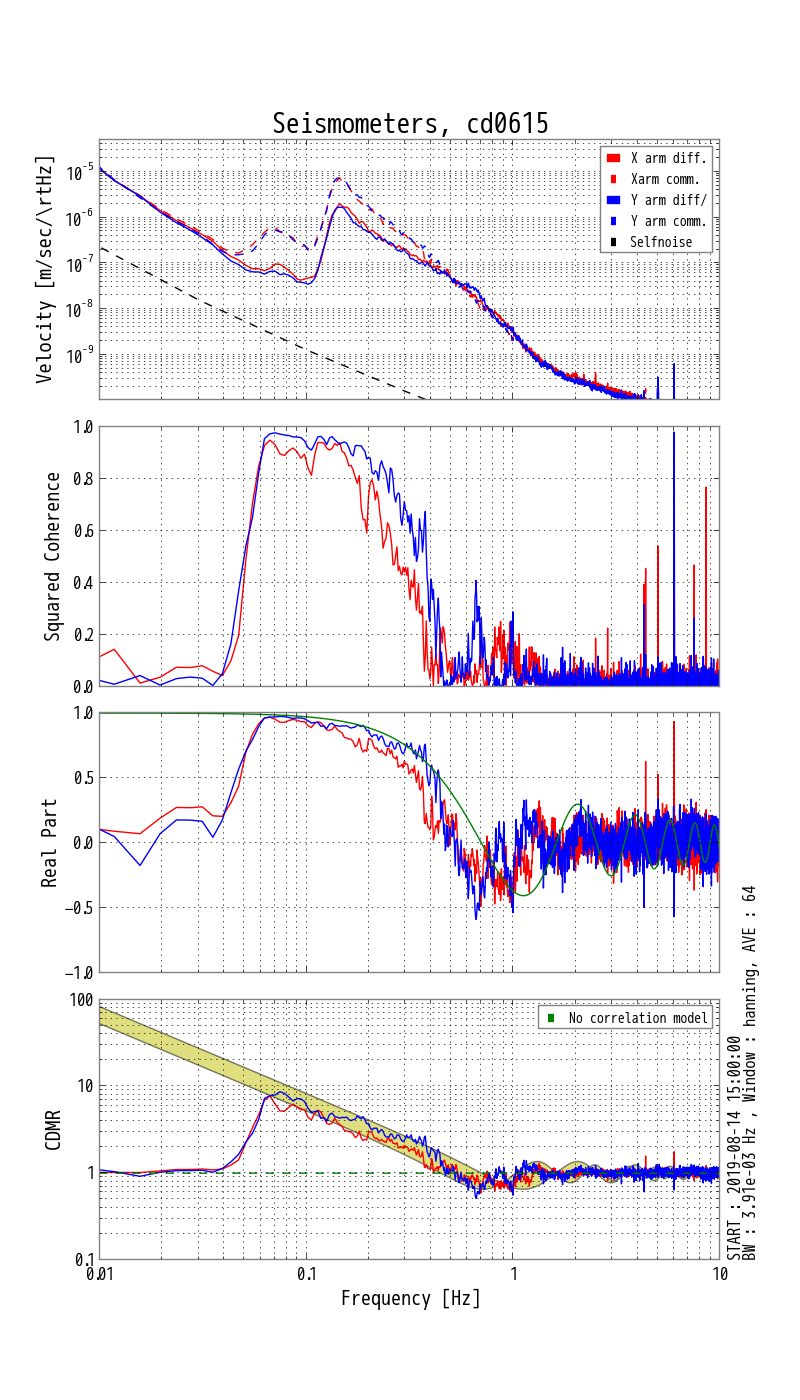 Seismometers, cd0615
Velocity [m/sec/\rtHz]
10^-5
10^-6
10^-7
10^-8
10^-9
X arm diff.
Xarm comm.
Y arm diff/
Y arm comm.
Selfnoise
Squared Coherence
1.0
0.8
0.6
0.4
0.2
0.0
Real Part
1.0
0.5
0.0
−0.5
−1.0
CDMR
100
10
1
0.1
No correlation model
0.01
0.1
1
10
Frequency [Hz]
START : 2019-08-14 15:00:00
BW : 3.91e-03 Hz , Window : hanning, AVE : 64